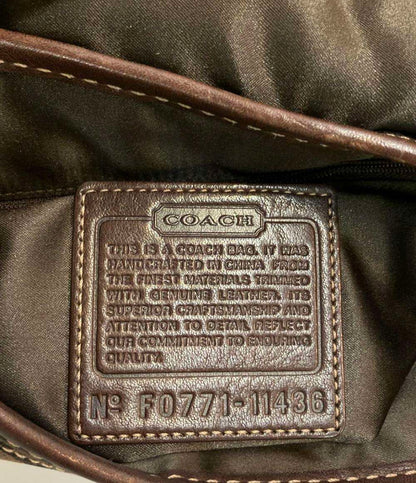 COACH
THIS IS A COACH BAG. IT WAS
HANDCRAFTED IN CHINA FROM
THE FINEST MATERIALS TRIMMED
WITH GENUINE LEATHER. ITS
SUPERIOR CRAFTSMANSHIP AND
ATTENTION TO DETAIL REFLECT
OUR COMMITMENT TO ENDURING
QUALITY.
Nº F0771-11436